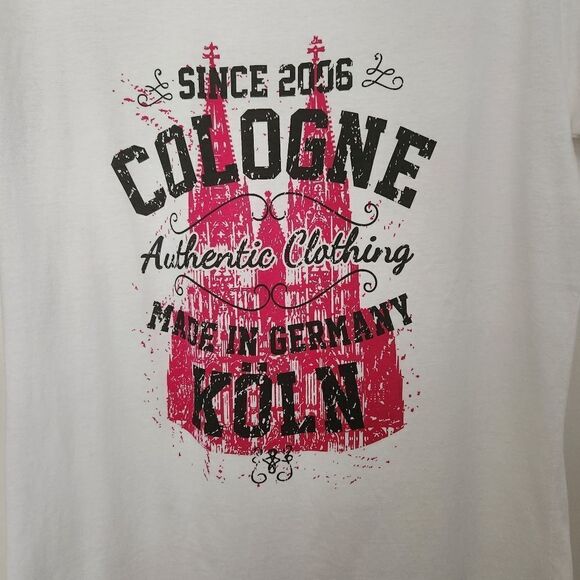 SINCE 2006
COLOGNE
Authentic Clothing
MADE IN GERMANY
KÖLN